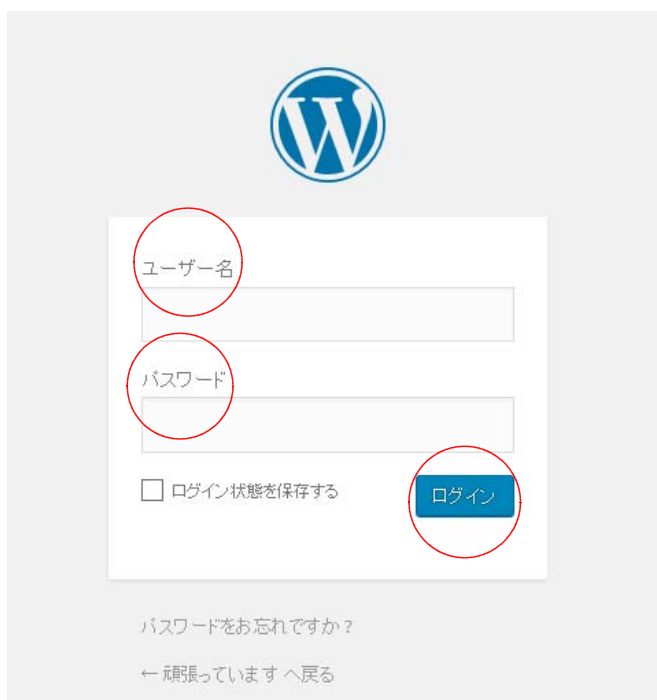 ユーザー名
パスワード
ログイン状態を保存する
ログイン
パスワードをお忘れですか ?
← 頑張っています へ戻る